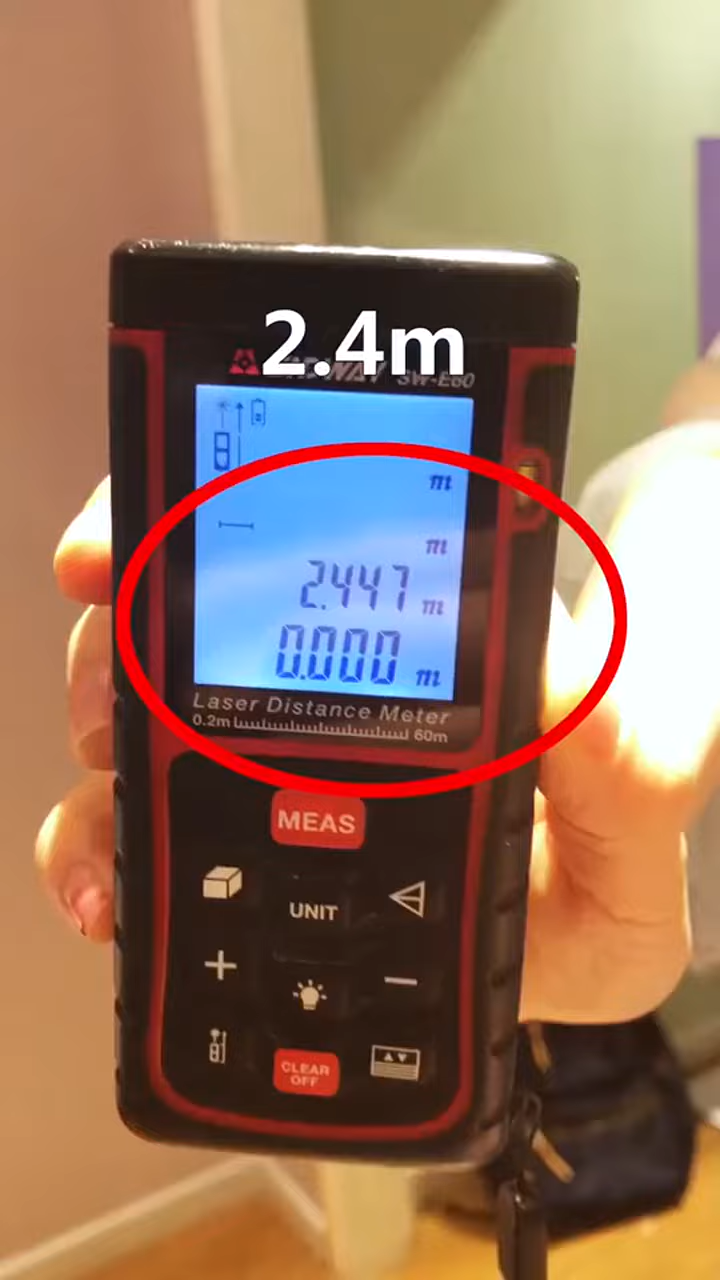 2.4m
SW-E60
m
m
2.447 m
0.000 m
Laser Distance Meter
0.2m 60m
MEAS
UNIT
CLEAR
OFF